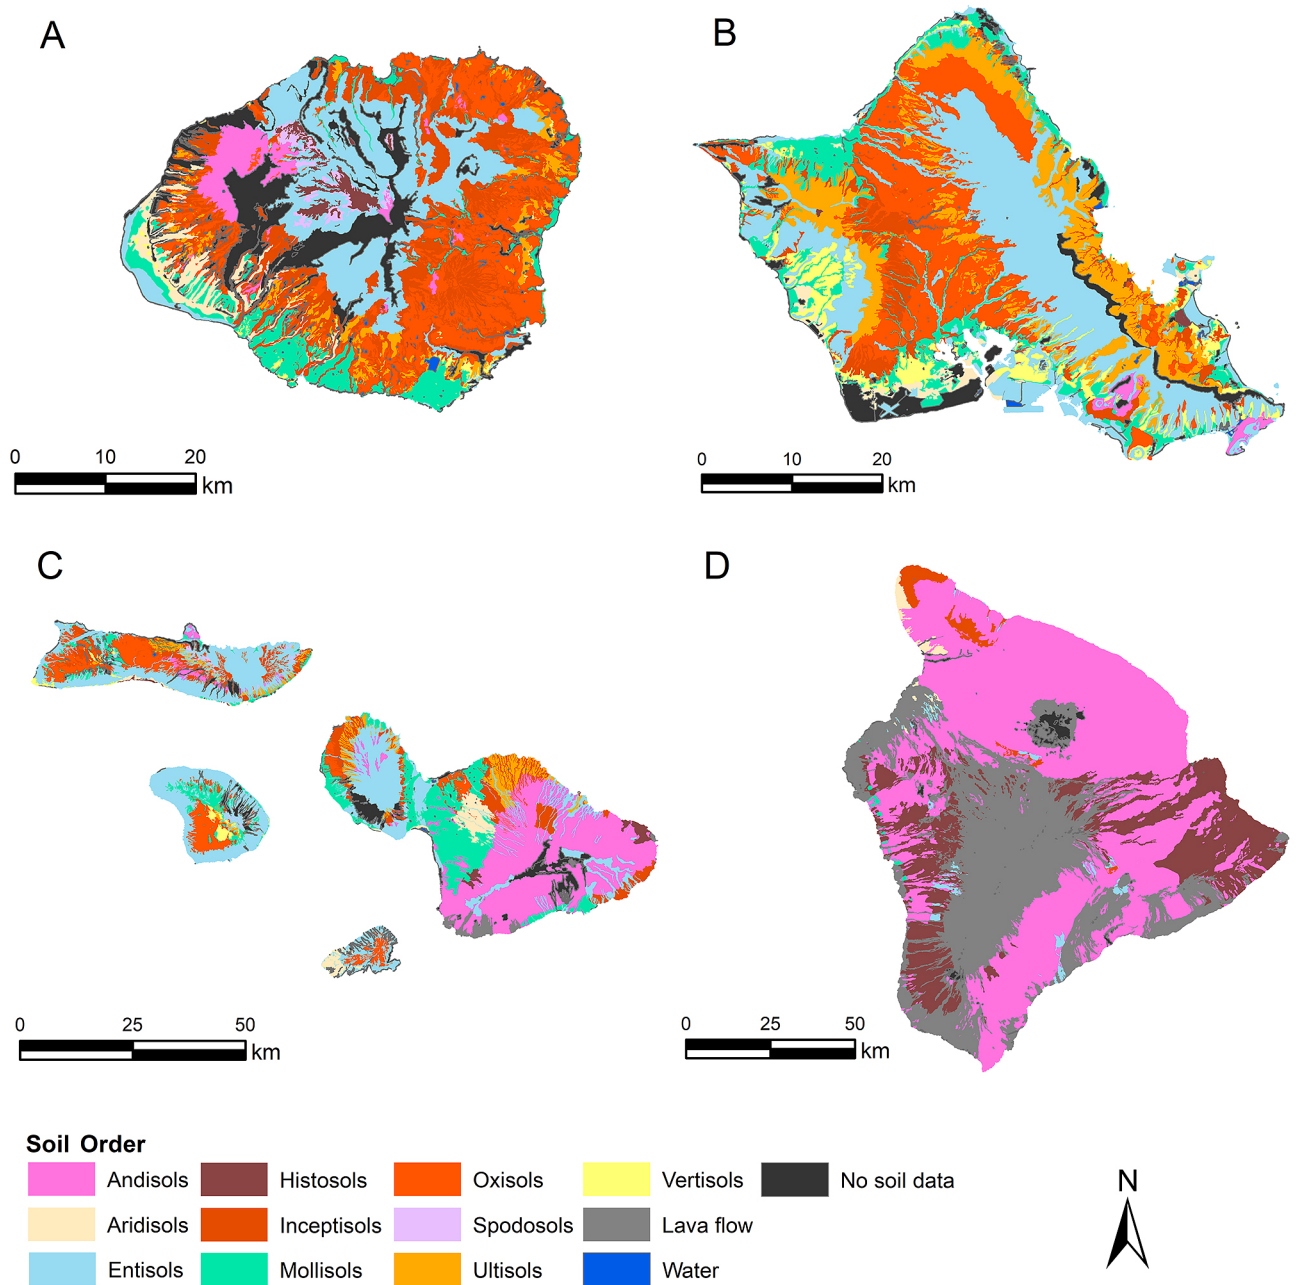 A
B
0 10 20
km
0 10 20
km
C
D
0 25 50
km
0 25 50
km
Soil Order
Andisols Histosols Oxisols Vertisols No soil data
Aridisols Inceptisols Spodosols Lava flow
Entisols Mollisols Ultisols Water
N